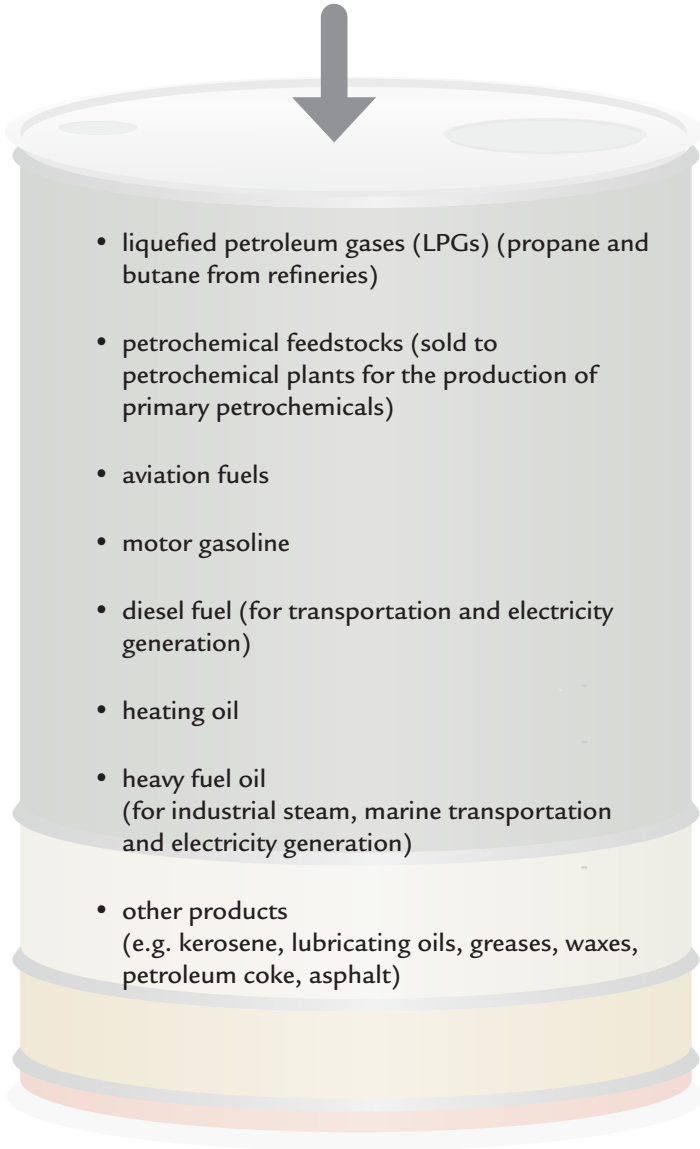 • liquefied petroleum gases (LPGs) (propane and
butane from refineries)
• petrochemical feedstocks (sold to
petrochemical plants for the production of
primary petrochemicals)
• aviation fuels
• motor gasoline
• diesel fuel (for transportation and electricity
generation)
• heating oil
• heavy fuel oil
(for industrial steam, marine transportation
and electricity generation)
• other products
(e.g. kerosene, lubricating oils, greases, waxes,
petroleum coke, asphalt)